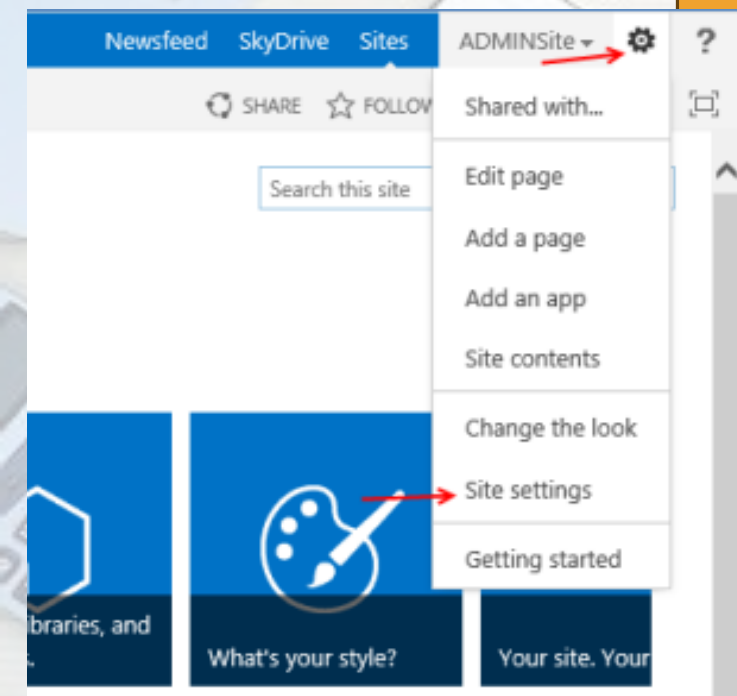 Newsfeed SkyDrive Sites ADMINSite ?
SHARE FOLLOW
Shared with...
Search this site
Edit page
Add a page
Add an app
Site contents
Change the look
Site settings
Getting started
ibraries, and
s.
What's your style?
Your site. Your